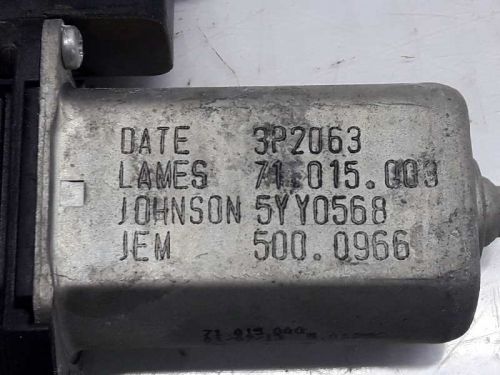 DATE 3P2063
LAMES 71.015.003
JOHNSON 5YY0568
JEM 500.0966